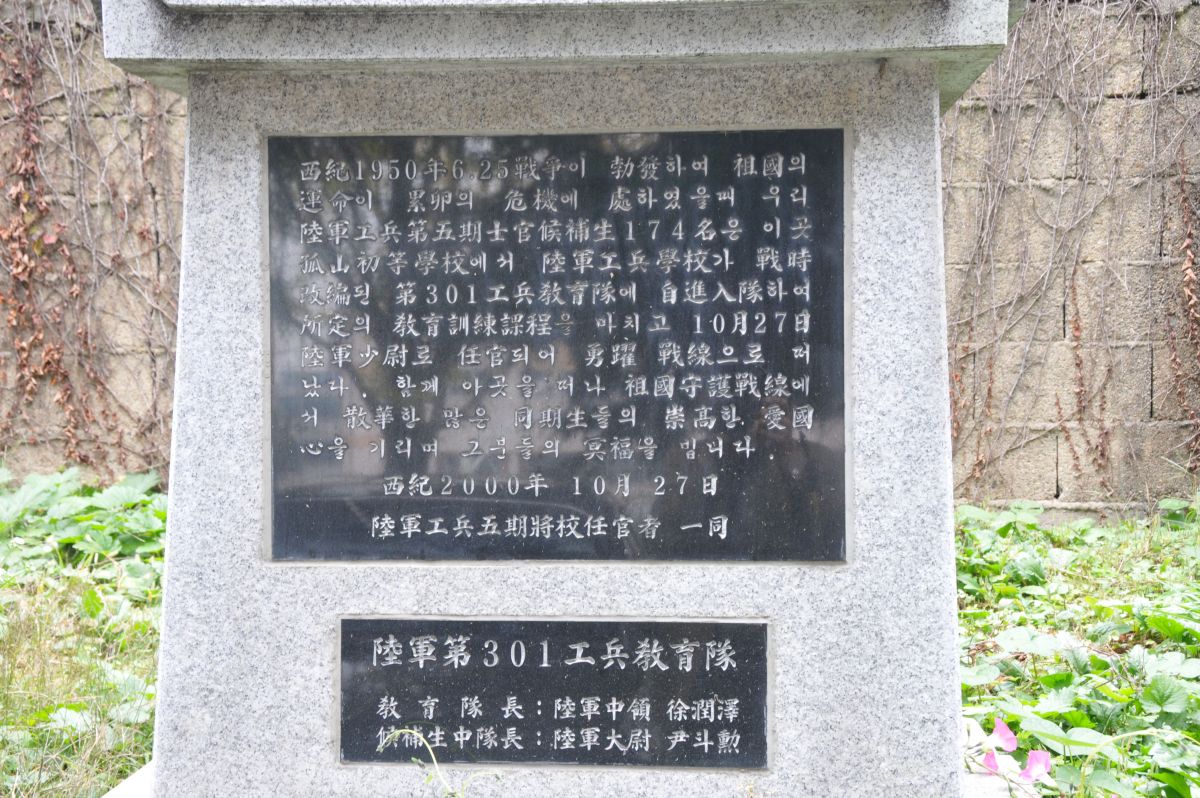 西紀1950年6.25戰爭이 勃發하여 祖國의
運命이 累卵의 危機에 處하였을때 우리
陸軍工兵第五期士官候補生174名은 이곳
孤山初等學校에서 陸軍工兵學校가 戰時
改編된 第301工兵敎育隊에 自進入隊하여
所定의 敎育訓練課程을 마치고 10月27日
陸軍少尉로 任官되어 勇躍 戰線으로 떠
났다. 함께 이곳을 떠나 祖國守護戰線에
서 散華한 많은 同期生들의 崇高한 愛國
心을 기리며 그분들의 冥福을 빕니다.
西紀2000年 10月 27日
陸軍工兵五期將校任官者 一同
陸軍第301工兵敎育隊
敎育隊長:陸軍中領 徐潤澤
候補生中隊長:陸軍大尉 尹斗勳